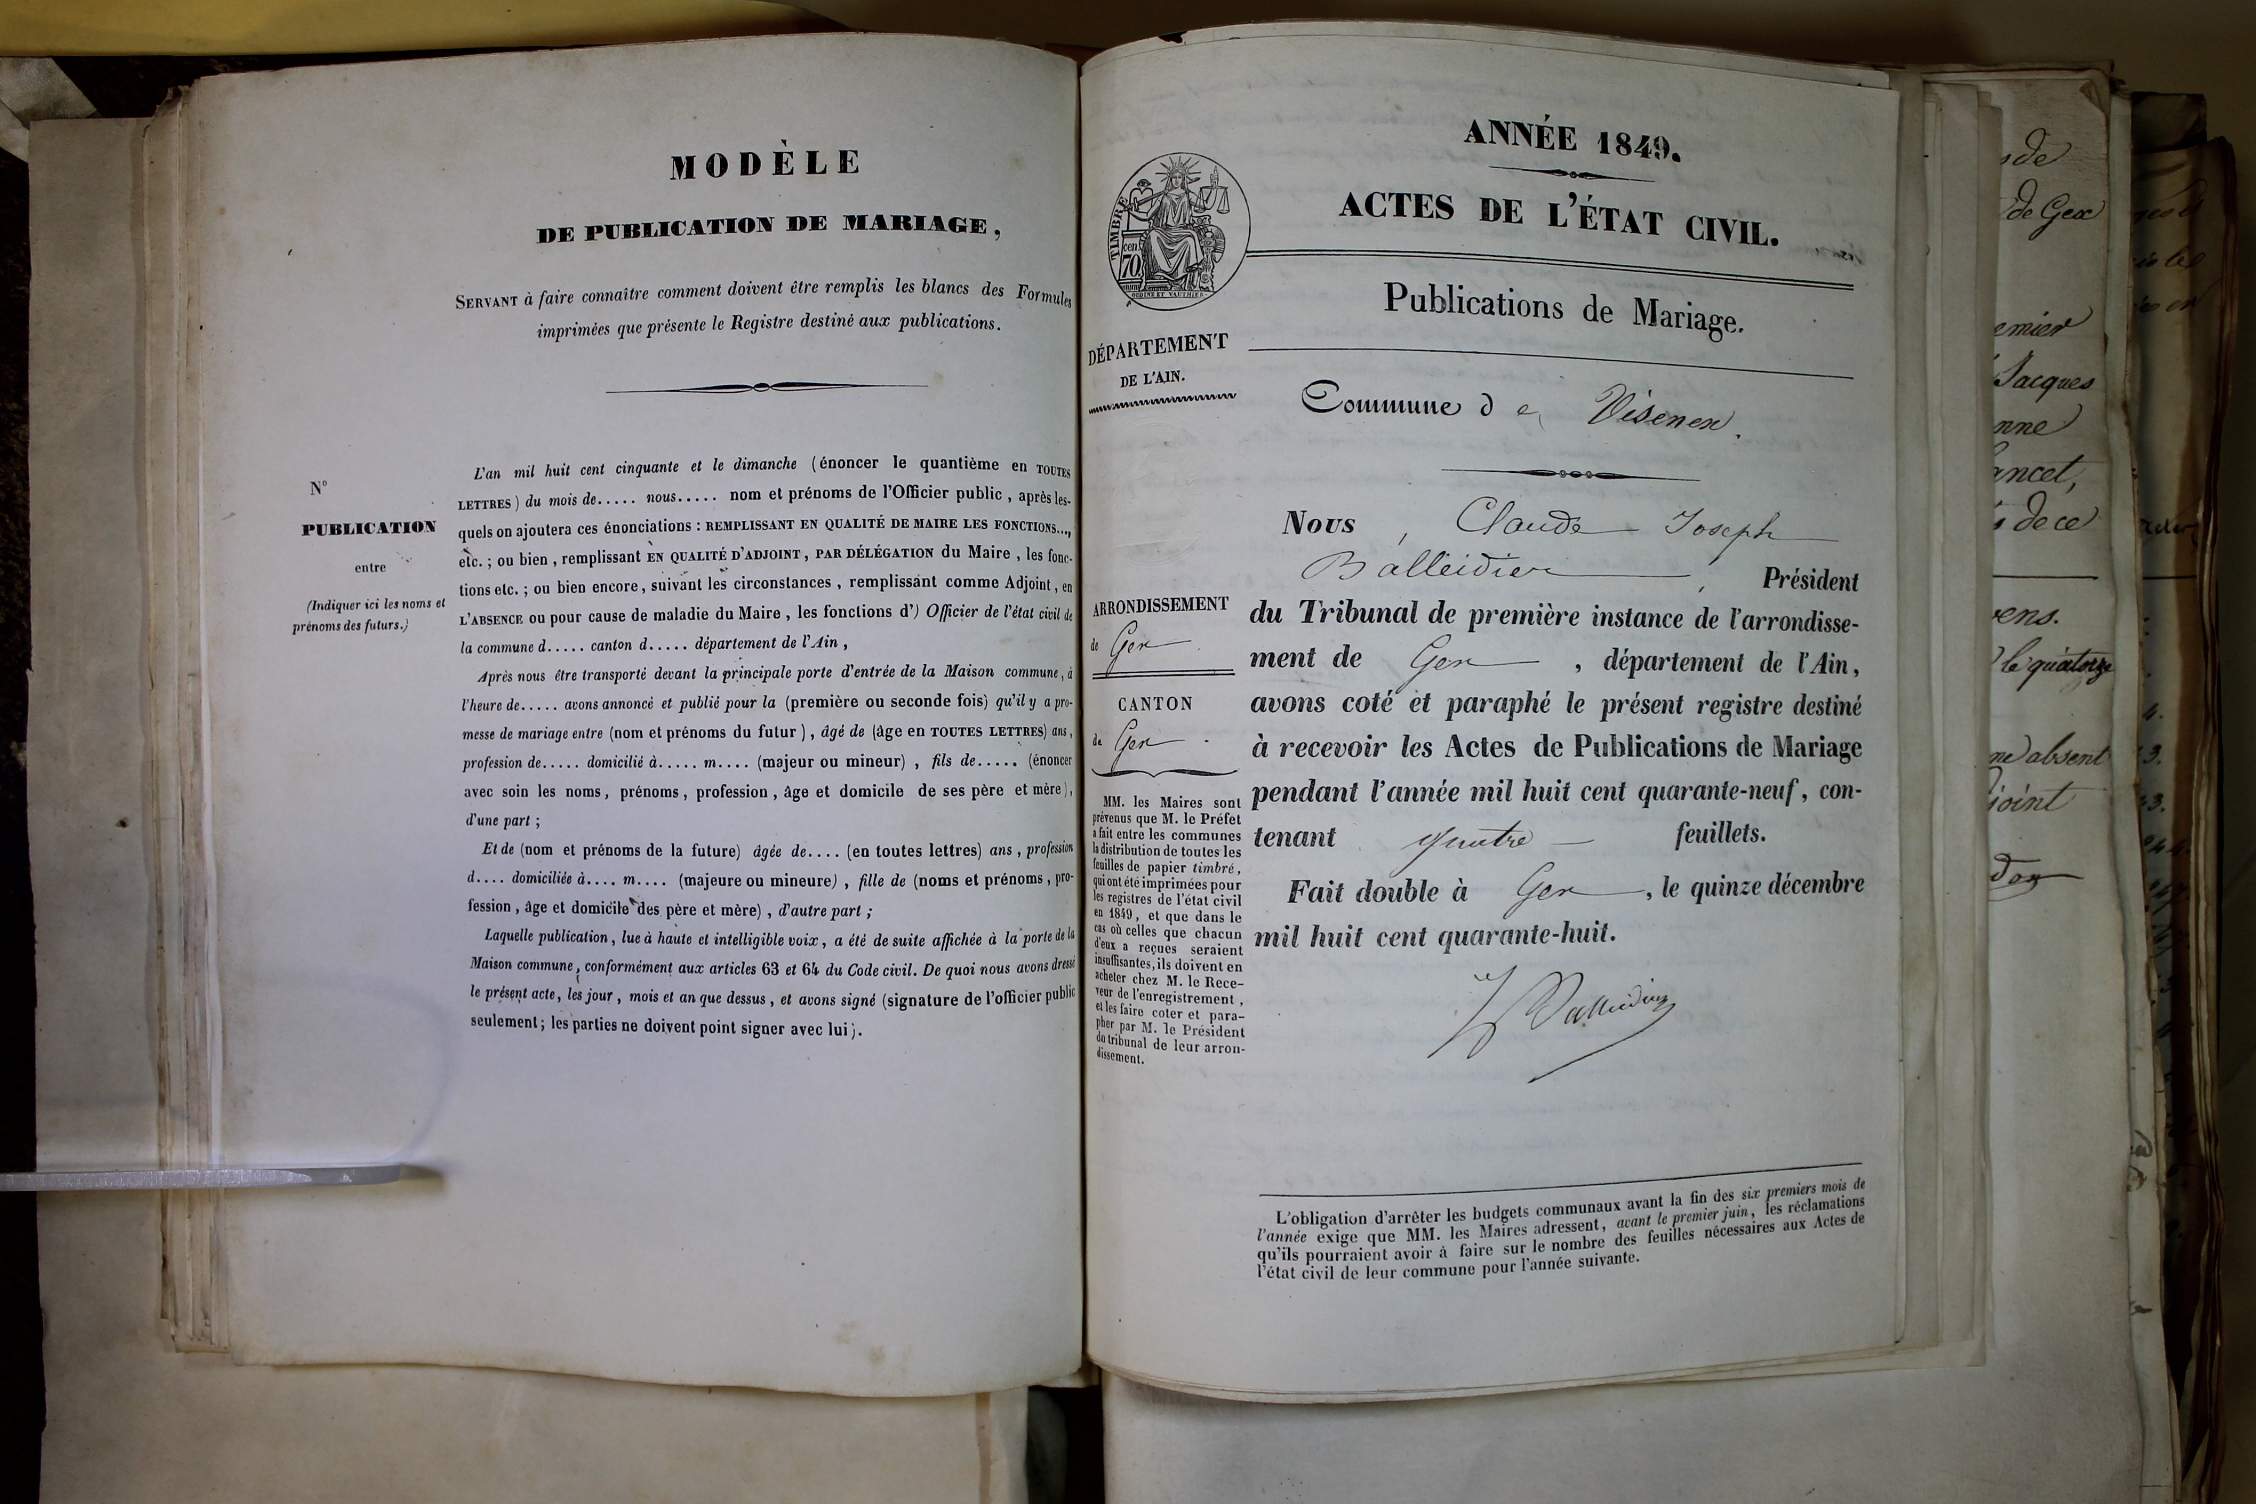 MODÈLE
DE PUBLICATION DE MARIAGE,
SERVANT à faire connaître comment doivent être remplis les blancs des Formules
imprimées que présente le Registre destiné aux publications.
N°
PUBLICATION
entre
(Indiquer ici les noms et
prénoms des futurs.)
L'an mil huit cent cinquante et le dimanche (énoncer le quantième en TOUTES
LETTRES) du mois de..... nous..... nom et prénoms de l'Officier public, après les-
quels on ajoutera ces énonciations : REMPLISSANT EN QUALITÉ DE MAIRE LES FONCTIONS...,
etc. ; ou bien, remplissant EN QUALITÉ D'ADJOINT, PAR DÉLÉGATION du Maire, les fonc-
tions etc. ; ou bien encore, suivant les circonstances, remplissant comme Adjoint, en
L'ABSENCE ou pour cause de maladie du Maire, les fonctions d') Officier de l'état civil de
la commune d..... canton d..... département de l'Ain,
Après nous être transporté devant la principale porte d'entrée de la Maison commune, à
l'heure de..... avons annoncé et publié pour la (première ou seconde fois) qu'il y a pro-
messe de mariage entre (nom et prénoms du futur), âgé de (âge en TOUTES LETTRES) ans,
profession de..... domicilié à..... m.... (majeur ou mineur), fils de..... (énoncer
avec soin les noms, prénoms, profession, âge et domicile de ses père et mère),
d'une part ;
Et de (nom et prénoms de la future) âgée de.... (en toutes lettres) ans, profession
d.... domiciliée à.... m.... (majeure ou mineure), fille de (noms et prénoms, pro-
fession, âge et domicile des père et mère), d'autre part ;
Laquelle publication, lue à haute et intelligible voix, a été de suite affichée à la porte de la
Maison commune, conformément aux articles 63 et 64 du Code civil. De quoi nous avons dressé
le présent acte, les jour, mois et an que dessus, et avons signé (signature de l'officier public
seulement ; les parties ne doivent point signer avec lui).
ANNÉE 1849.
ACTES DE L'ÉTAT CIVIL.
TIMBRE
cen.
70
Publications de Mariage.
DÉPARTEMENT
DE L'AIN.
Commune de Visenex.
Nous, Claude Joseph
Balleidier, Président
du Tribunal de première instance de l'arrondisse-
ment de Gex, département de l'Ain,
avons coté et paraphé le présent registre destiné
à recevoir les Actes de Publications de Mariage
pendant l'année mil huit cent quarante-neuf, con-
tenant quatre feuillets.
Fait double à Gex, le quinze décembre
mil huit cent quarante-huit.
Balleidier
ARRONDISSEMENT
de Gex
CANTON
de Gex.
MM. les Maires sont
prévenus que M. le Préfet
a fait entre les communes
la distribution de toutes les
feuilles de papier timbré,
qui ont été imprimées pour
les registres de l'état civil
en 1849, et que dans le
cas où celles que chacun
d'eux a reçues seraient
insuffisantes, ils doivent en
acheter chez M. le Rece-
veur de l'enregistrement,
et les faire coter et para-
pher par M. le Président
du tribunal de leur arron-
dissement.
L'obligation d'arrêter les budgets communaux avant la fin des six premiers mois de
l'année exige que MM. les Maires adressent, avant le premier juin, les réclamations
qu'ils pourraient avoir à faire sur le nombre des feuilles nécessaires aux Actes de
l'état civil de leur commune pour l'année suivante.
de
de Gex
emier
Jacques
nne
ancet,
de ce
vens.
le quatorze
absent
joint